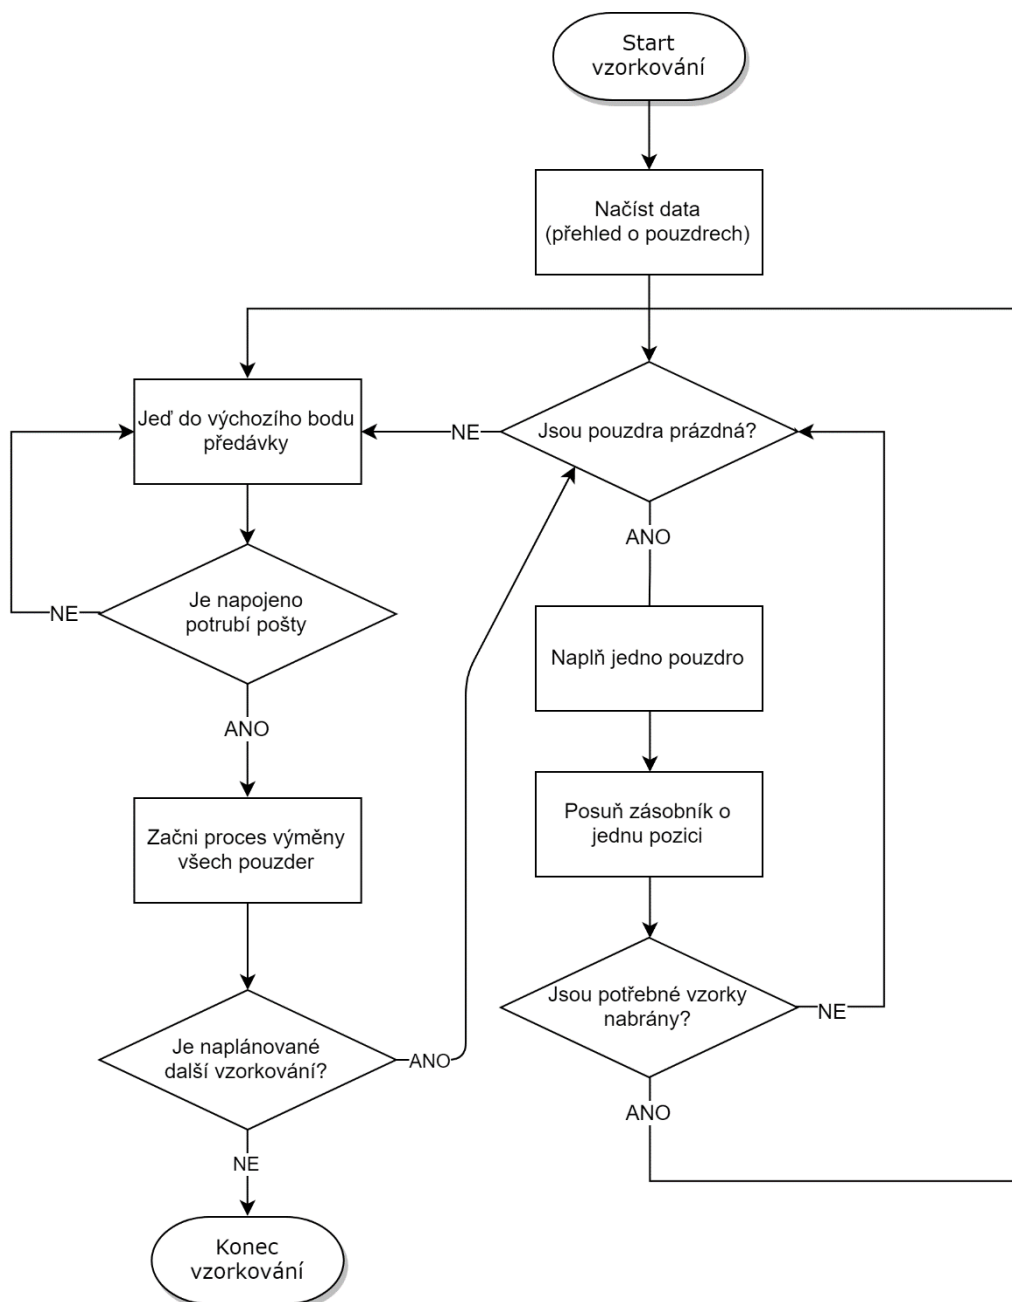 Start
vzorkování
Načíst data
(přehled o pouzdrech)
Jeď do výchozího bodu
předávky
NE
Jsou pouzdra prázdná?
ANO
Je napojeno
potrubí pošty
NE
Naplň jedno pouzdro
ANO
Posuň zásobník o
jednu pozici
Začni proces výměny
všech pouzder
Jsou potřebné vzorky
nabrány?
NE
Je naplánované
další vzorkování?
ANO
ANO
NE
Konec
vzorkování